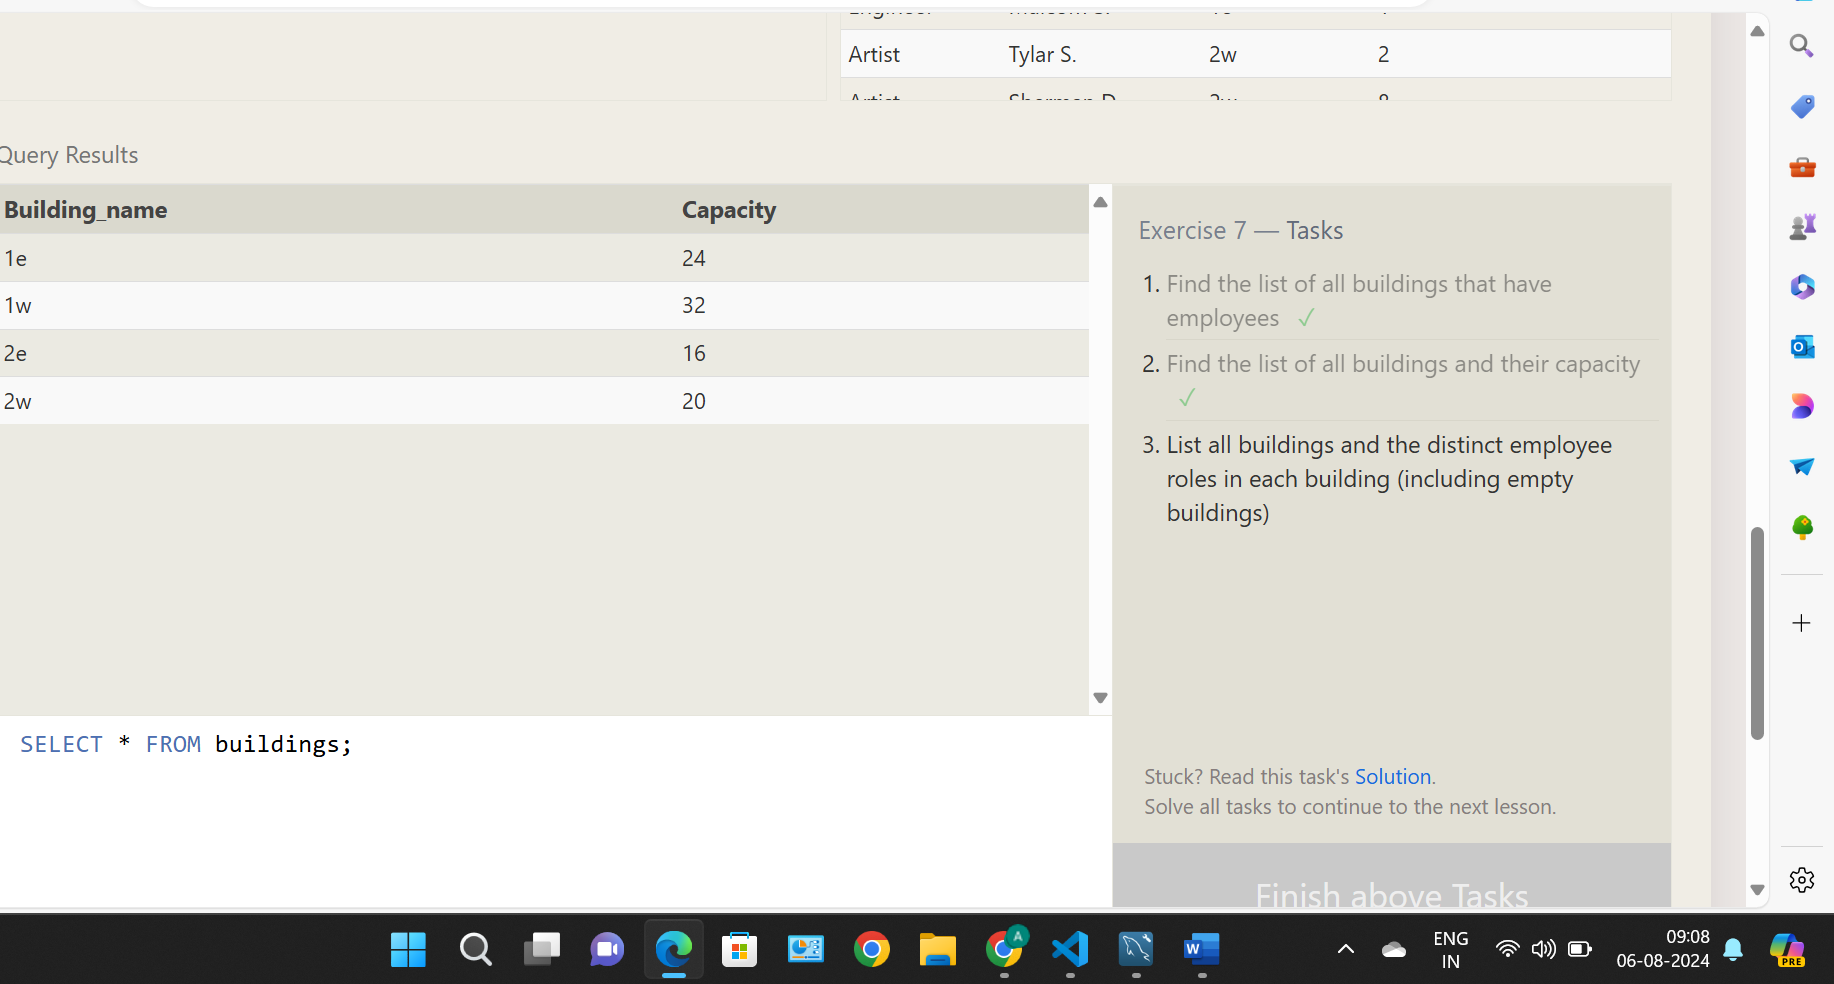 Artist Tylar S. 2w 2
Query Results
Building_name Capacity
1e 24
1w 32
2e 16
2w 20
Exercise 7 — Tasks
1. Find the list of all buildings that have
employees ✓
2. Find the list of all buildings and their capacity
✓
3. List all buildings and the distinct employee
roles in each building (including empty
buildings)
SELECT * FROM buildings;
Stuck? Read this task's Solution.
Solve all tasks to continue to the next lesson.
Finish above Tasks
A
W
ENG
IN
09:08
06-08-2024
PRE